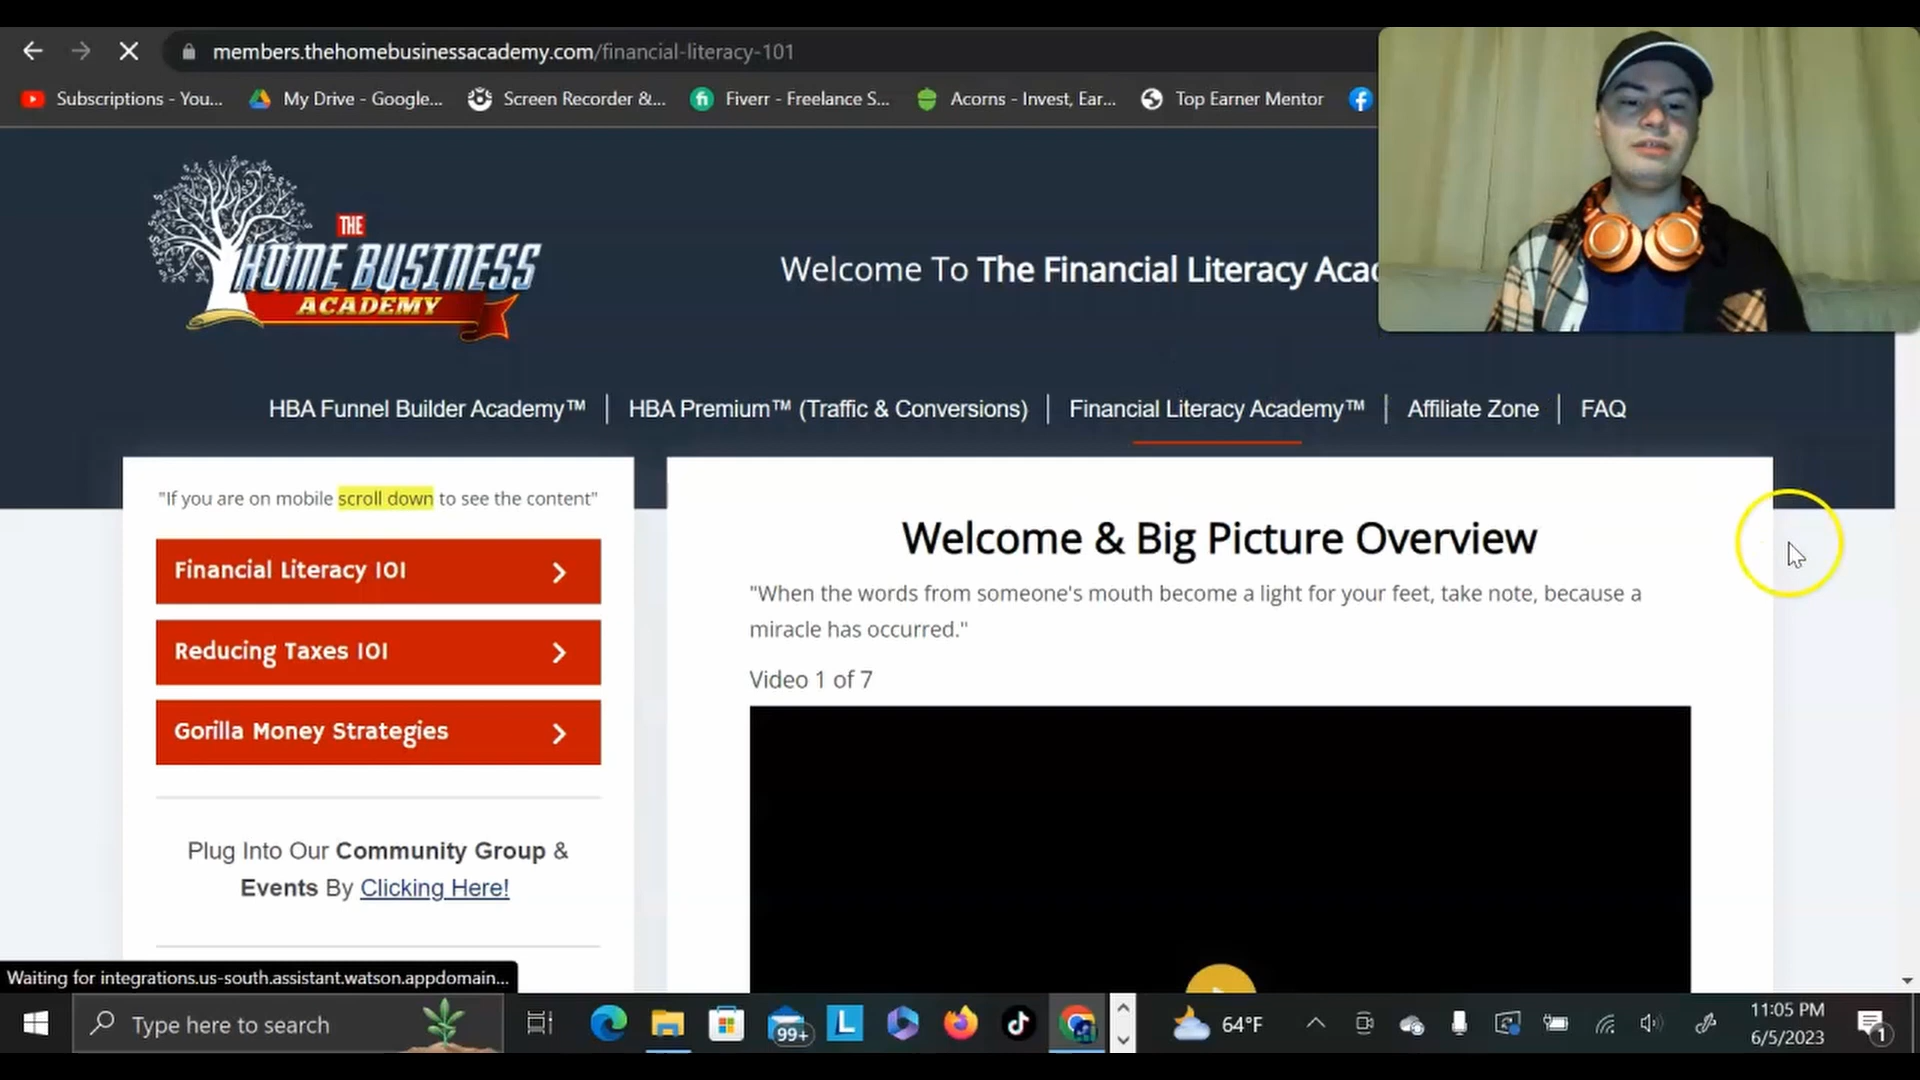 members.thehomebusinessacademy.com/financial-literacy-101
Subscriptions - You...
My Drive - Google...
Screen Recorder &...
Fiverr - Freelance S...
Acorns - Invest, Ear...
Top Earner Mentor
THE
HOME BUSINESS
ACADEMY
Welcome To The Financial Literacy Acac
HBA Funnel Builder Academy™ | HBA Premium™ (Traffic & Conversions) | Financial Literacy Academy™ | Affiliate Zone | FAQ
"If you are on mobile scroll down to see the content"
Financial Literacy 101
Reducing Taxes 101
Gorilla Money Strategies
Plug Into Our Community Group &
Events By Clicking Here!
Welcome & Big Picture Overview
"When the words from someone's mouth become a light for your feet, take note, because a
miracle has occurred."
Video 1 of 7
Waiting for integrations.us-south.assistant.watson.appdomain...
Type here to search
99+
L
64°F
11:05 PM
6/5/2023
1